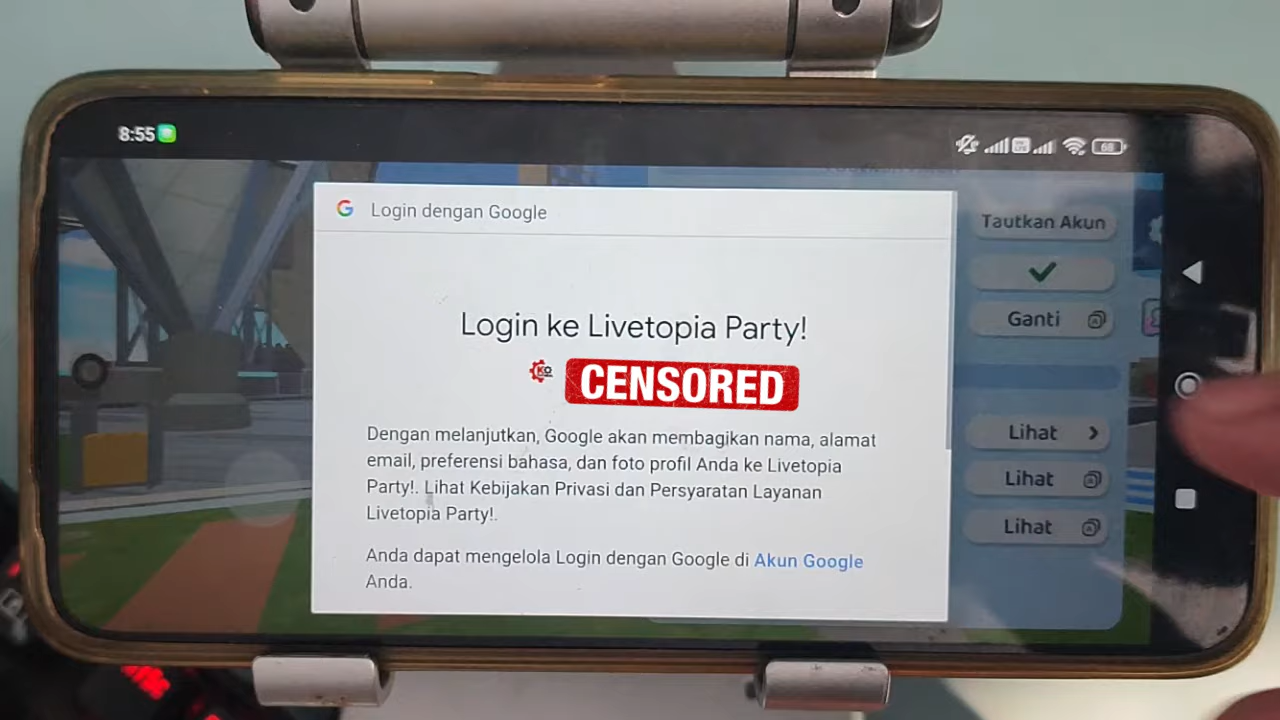 8:55
68
Login dengan Google
Tautkan Akun
Login ke Livetopia Party!
Ganti
KO
CENSORED
Dengan melanjutkan, Google akan membagikan nama, alamat
email, preferensi bahasa, dan foto profil Anda ke Livetopia
Party!. Lihat Kebijakan Privasi dan Persyaratan Layanan
Livetopia Party!.
Lihat
Lihat
Lihat
Anda dapat mengelola Login dengan Google di Akun Google
Anda.